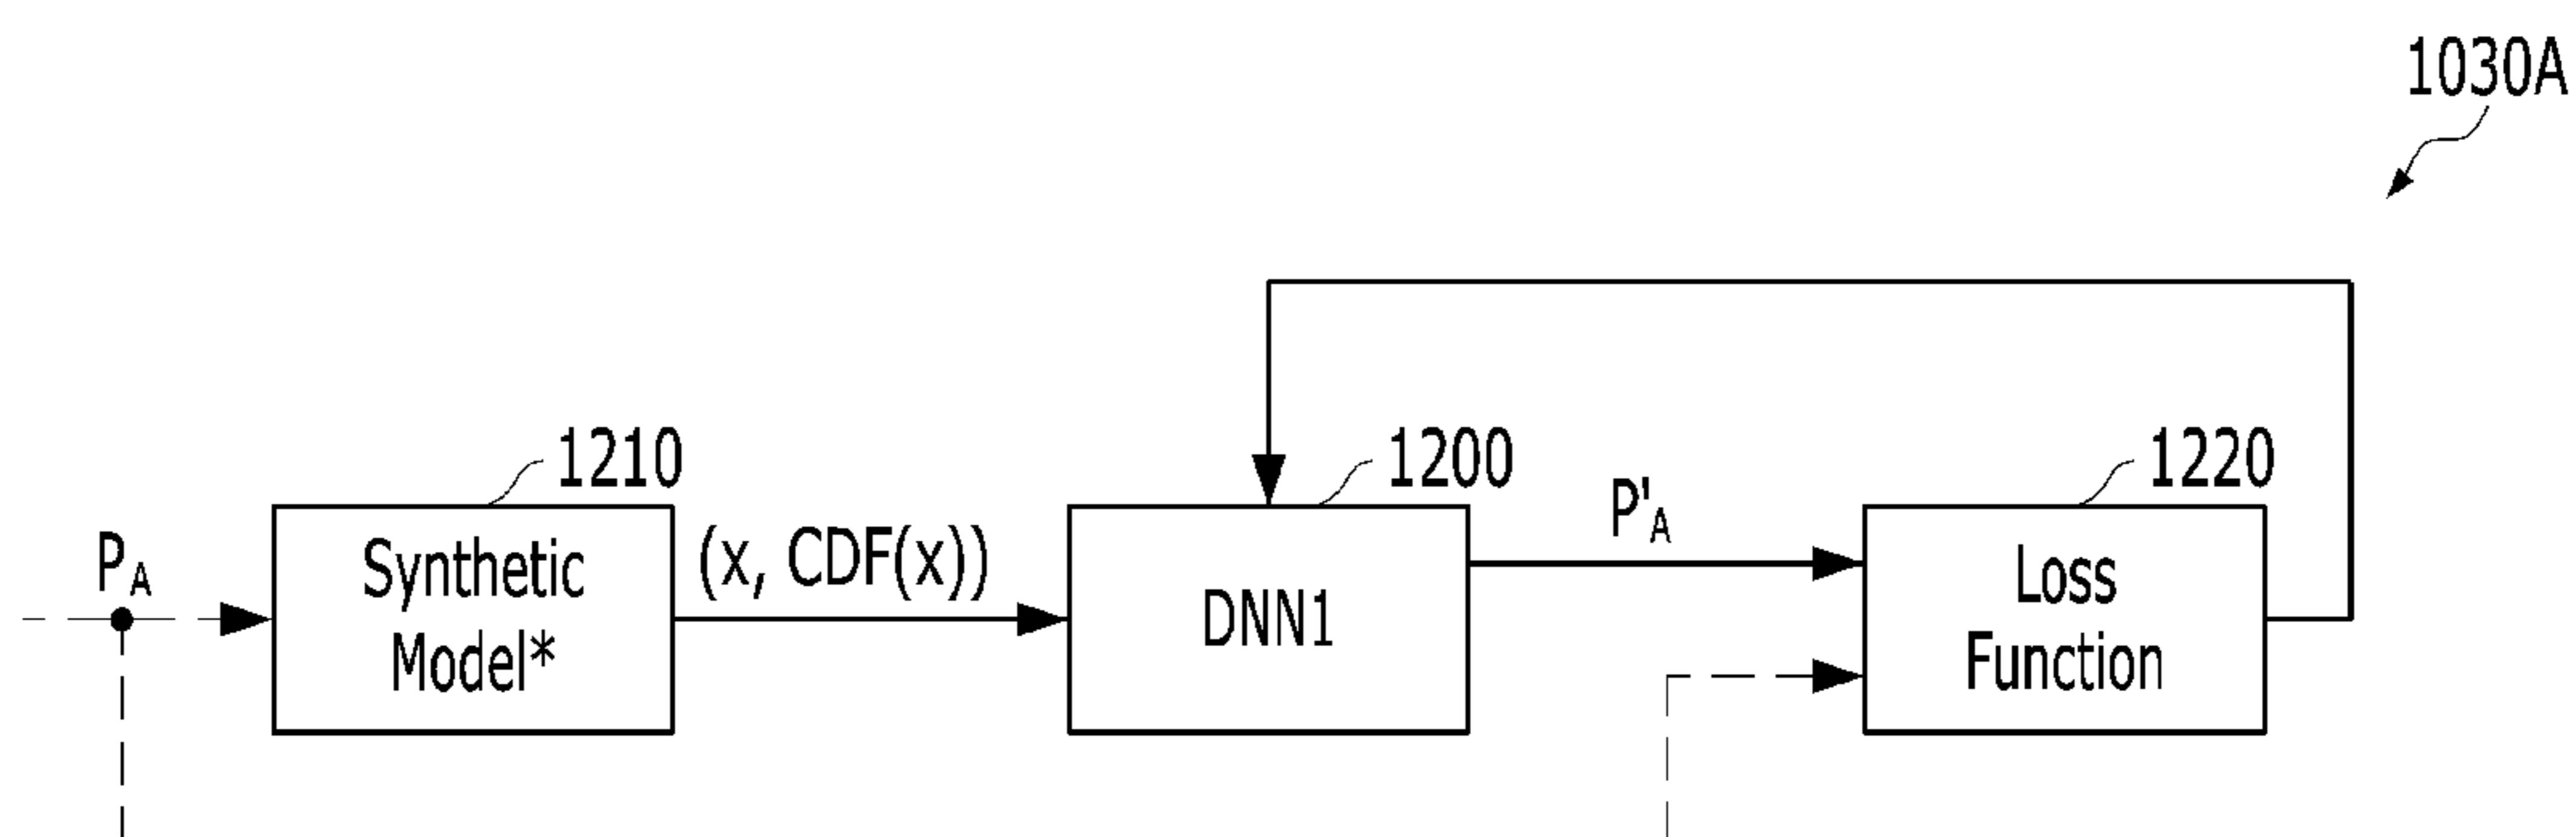 1030A
1210
1200
1220
P'A
PA
Synthetic
Model*
(x, CDF(x))
DNN1
Loss
Function